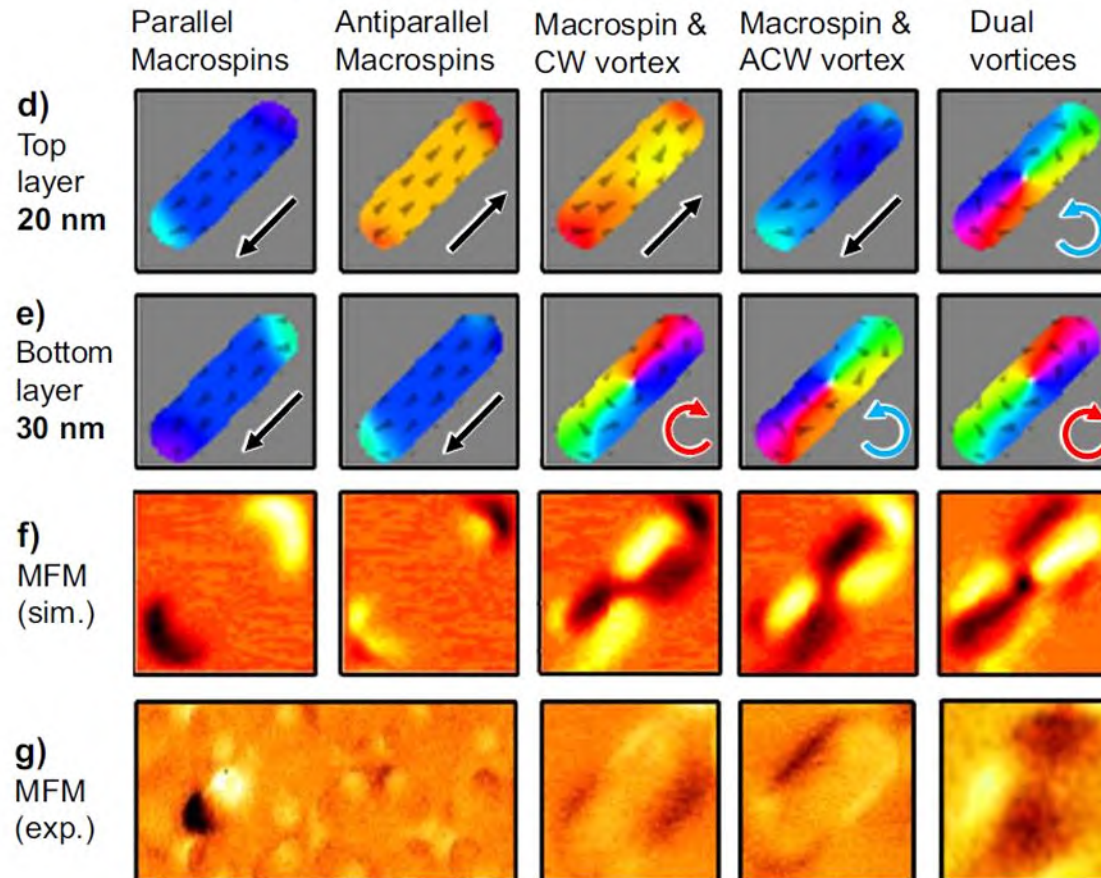 Parallel
Macrospins
Antiparallel
Macrospins
Macrospin &
CW vortex
Macrospin &
ACW vortex
Dual
vortices
d)
Top
layer
20 nm
e)
Bottom
layer
30 nm
f)
MFM
(sim.)
g)
MFM
(exp.)